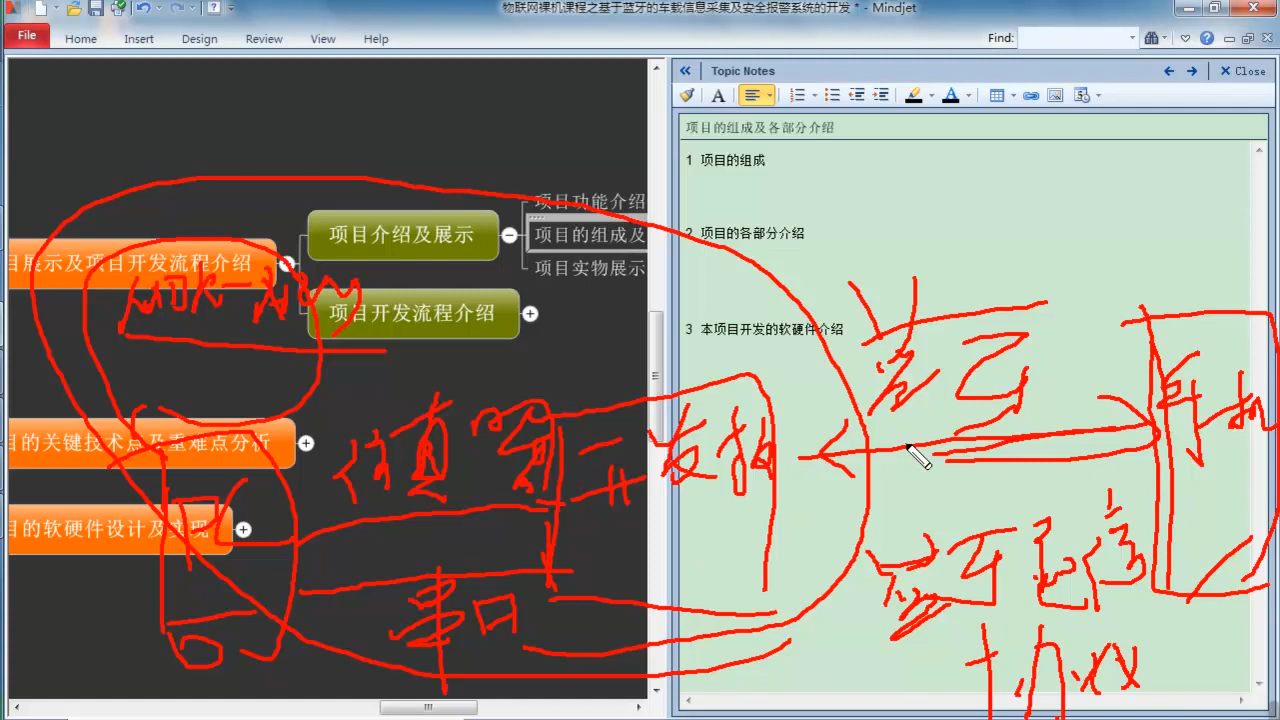 物联网裸机课程之基于蓝牙的车载信息采集及安全报警系统的开发 * - Mindjet
File Home Insert Design Review View Help Find:
Topic Notes Close
项目的组成及各部分介绍
1 项目的组成
项目功能介绍
项目介绍及展示
项目的组成及
2 项目的各部分介绍
目展示及项目开发流程介绍
项目实物展示
项目开发流程介绍
3 本项目开发的软硬件介绍
蓝牙
手机
目的关键技术点及重难点分析
仿真器
开发板
目的软硬件设计及实现
蓝牙通信
串口
协议